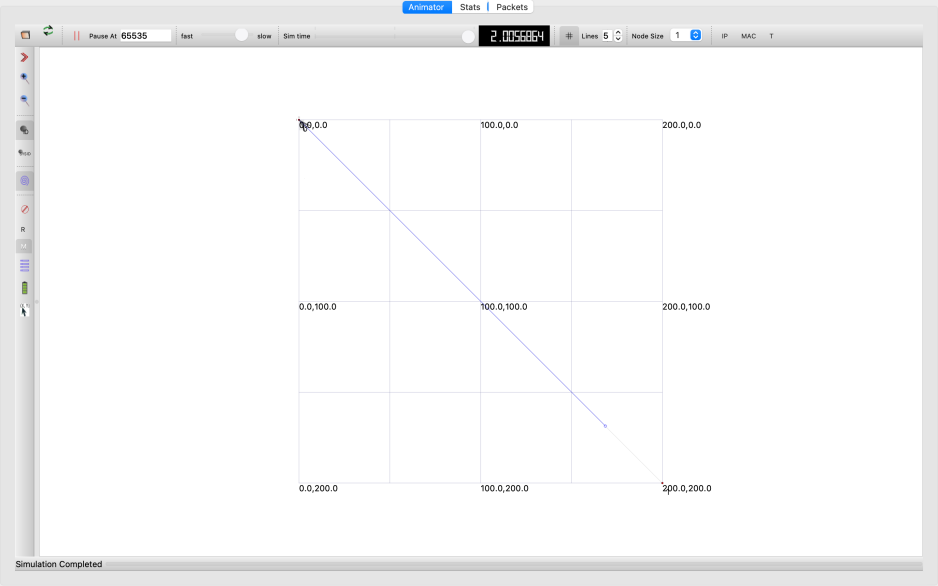 Animator Stats Packets
Pause At 65535 fast slow Sim time 2.0056064 # Lines 5 Node Size 1 IP MAC T
R
M
0.0,0.0 100.0,0.0 200.0,0.0
0.0,100.0 100.0,100.0 200.0,100.0
0.0,200.0 100.0,200.0 200.0,200.0
Simulation Completed